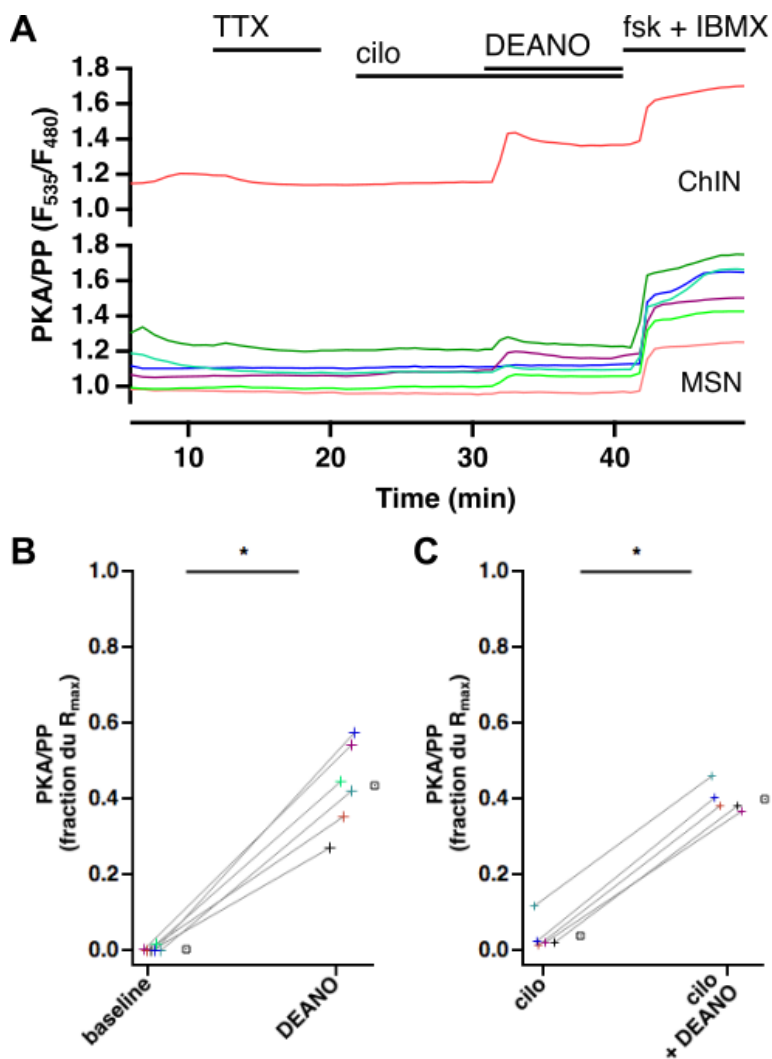 A
TTX
cilo
DEANO
fsk + IBMX
1.8
1.6
1.4
1.2
1.0
ChIN
PKA/PP (F535/F480)
1.8
1.6
1.4
1.2
1.0
MSN
10 20 30 40
Time (min)
B
*
1.0
0.8
0.6
0.4
0.2
0.0
PKA/PP
(fraction du Rmax)
baseline
DEANO
C
*
1.0
0.8
0.6
0.4
0.2
0.0
PKA/PP
(fraction du Rmax)
cilo
cilo
+ DEANO